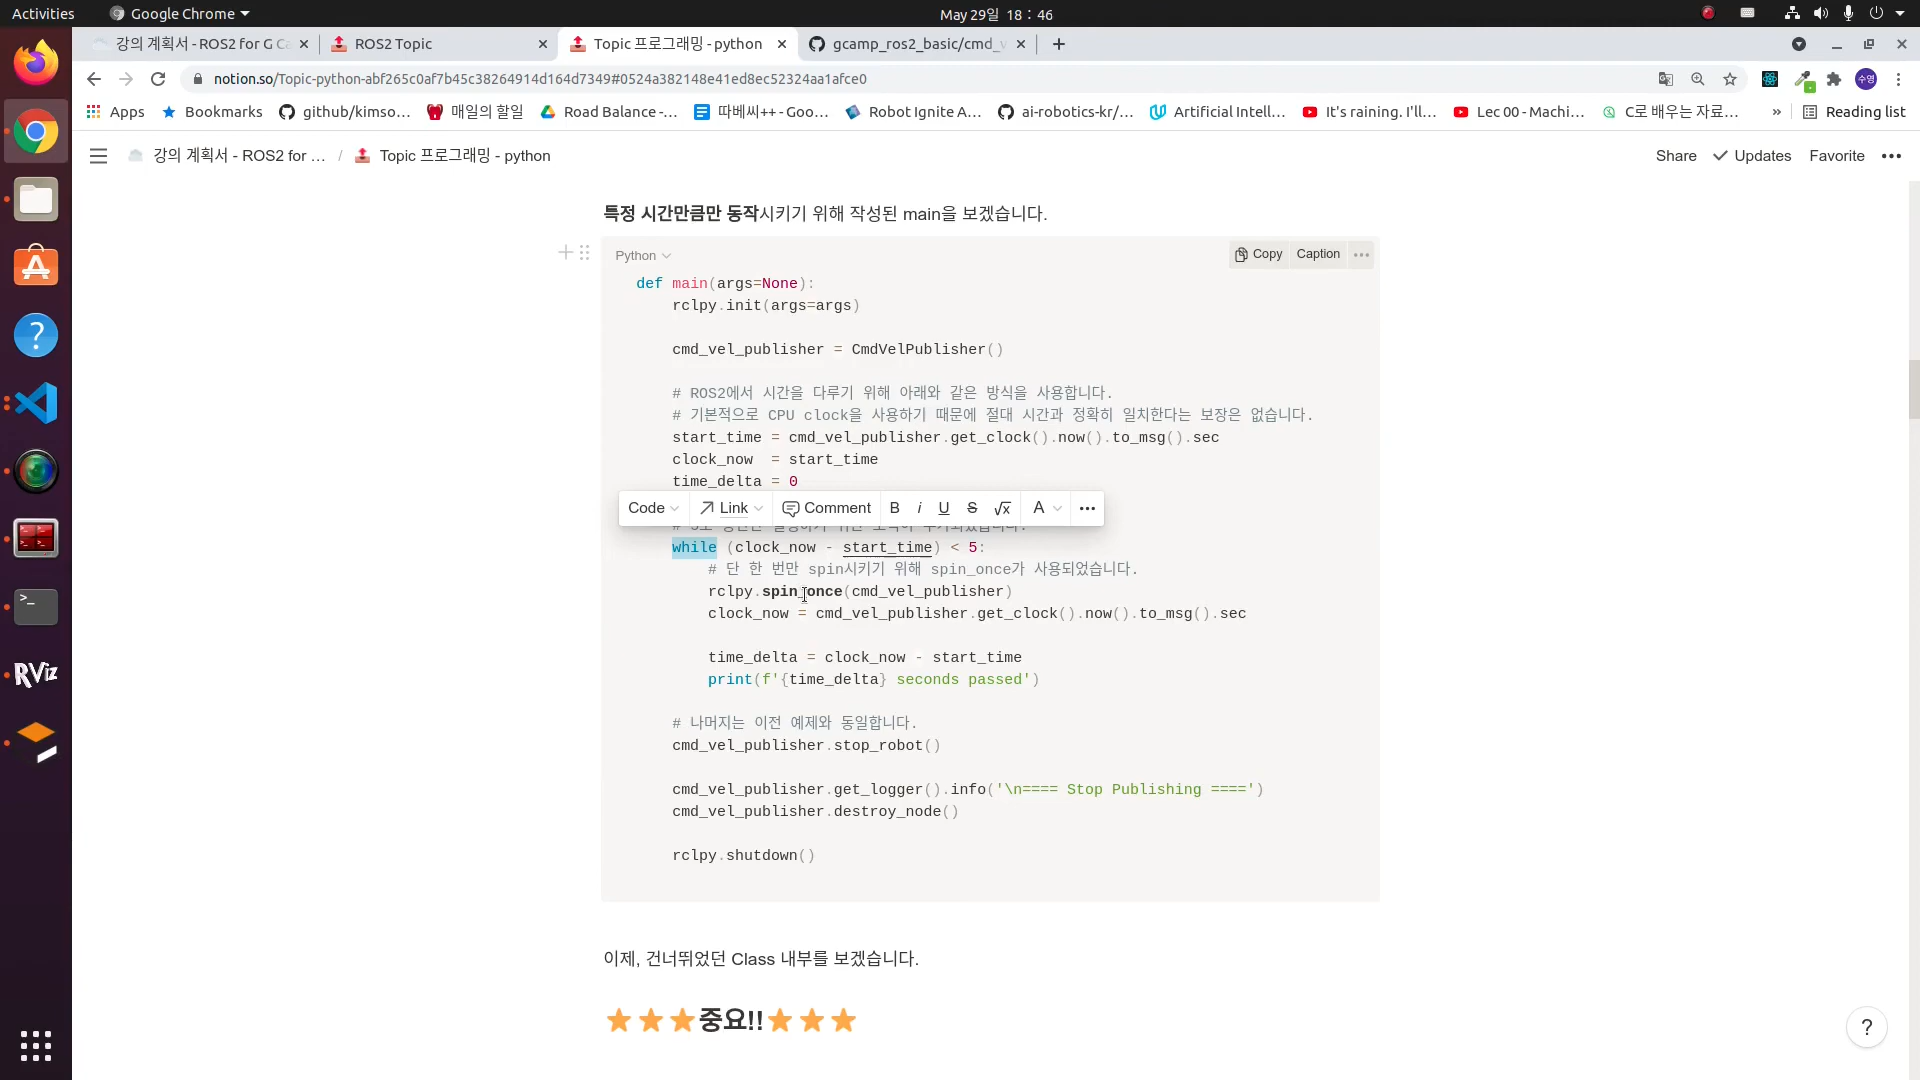 Activities
Google Chrome
May 29일 18 : 46
강의 계획서 - ROS2 for G Ca
ROS2 Topic
Topic 프로그래밍 - python
gcamp_ros2_basic/cmd_v
notion.so/Topic-python-abf265c0af7b45c38264914d164d7349#0524a382148e41ed8ec52324aa1afce0
수영
Apps
Bookmarks
github/kimso...
매일의 할일
Road Balance -...
따베씨++ - Goo...
Robot Ignite A...
ai-robotics-kr/...
Artificial Intell...
It's raining. I'll...
Lec 00 - Machi...
C로 배우는 자료...
»
Reading list
강의 계획서 - ROS2 for ...
/
Topic 프로그래밍 - python
Share
Updates
Favorite
특정 시간만큼만 동작시키기 위해 작성된 main을 보겠습니다.
Python
Copy
Caption
def main(args=None):
rclpy.init(args=args)
cmd_vel_publisher = CmdVelPublisher()
# ROS2에서 시간을 다루기 위해 아래와 같은 방식을 사용합니다.
# 기본적으로 CPU clock을 사용하기 때문에 절대 시간과 정확히 일치한다는 보장은 없습니다.
start_time = cmd_vel_publisher.get_clock().now().to_msg().sec
clock_now  = start_time
time_delta = 0
Code
Link
Comment
B
i
U
S
√x
A
while (clock_now - start_time) < 5:
# 단 한 번만 spin시키기 위해 spin_once가 사용되었습니다.
rclpy.spin_once(cmd_vel_publisher)
clock_now = cmd_vel_publisher.get_clock().now().to_msg().sec
time_delta = clock_now - start_time
print(f'{time_delta} seconds passed')
# 나머지는 이전 예제와 동일합니다.
cmd_vel_publisher.stop_robot()
cmd_vel_publisher.get_logger().info('\n==== Stop Publishing ====')
cmd_vel_publisher.destroy_node()
rclpy.shutdown()
이제, 건너뛰었던 Class 내부를 보겠습니다.
중요!!
?
RViz
>_
?